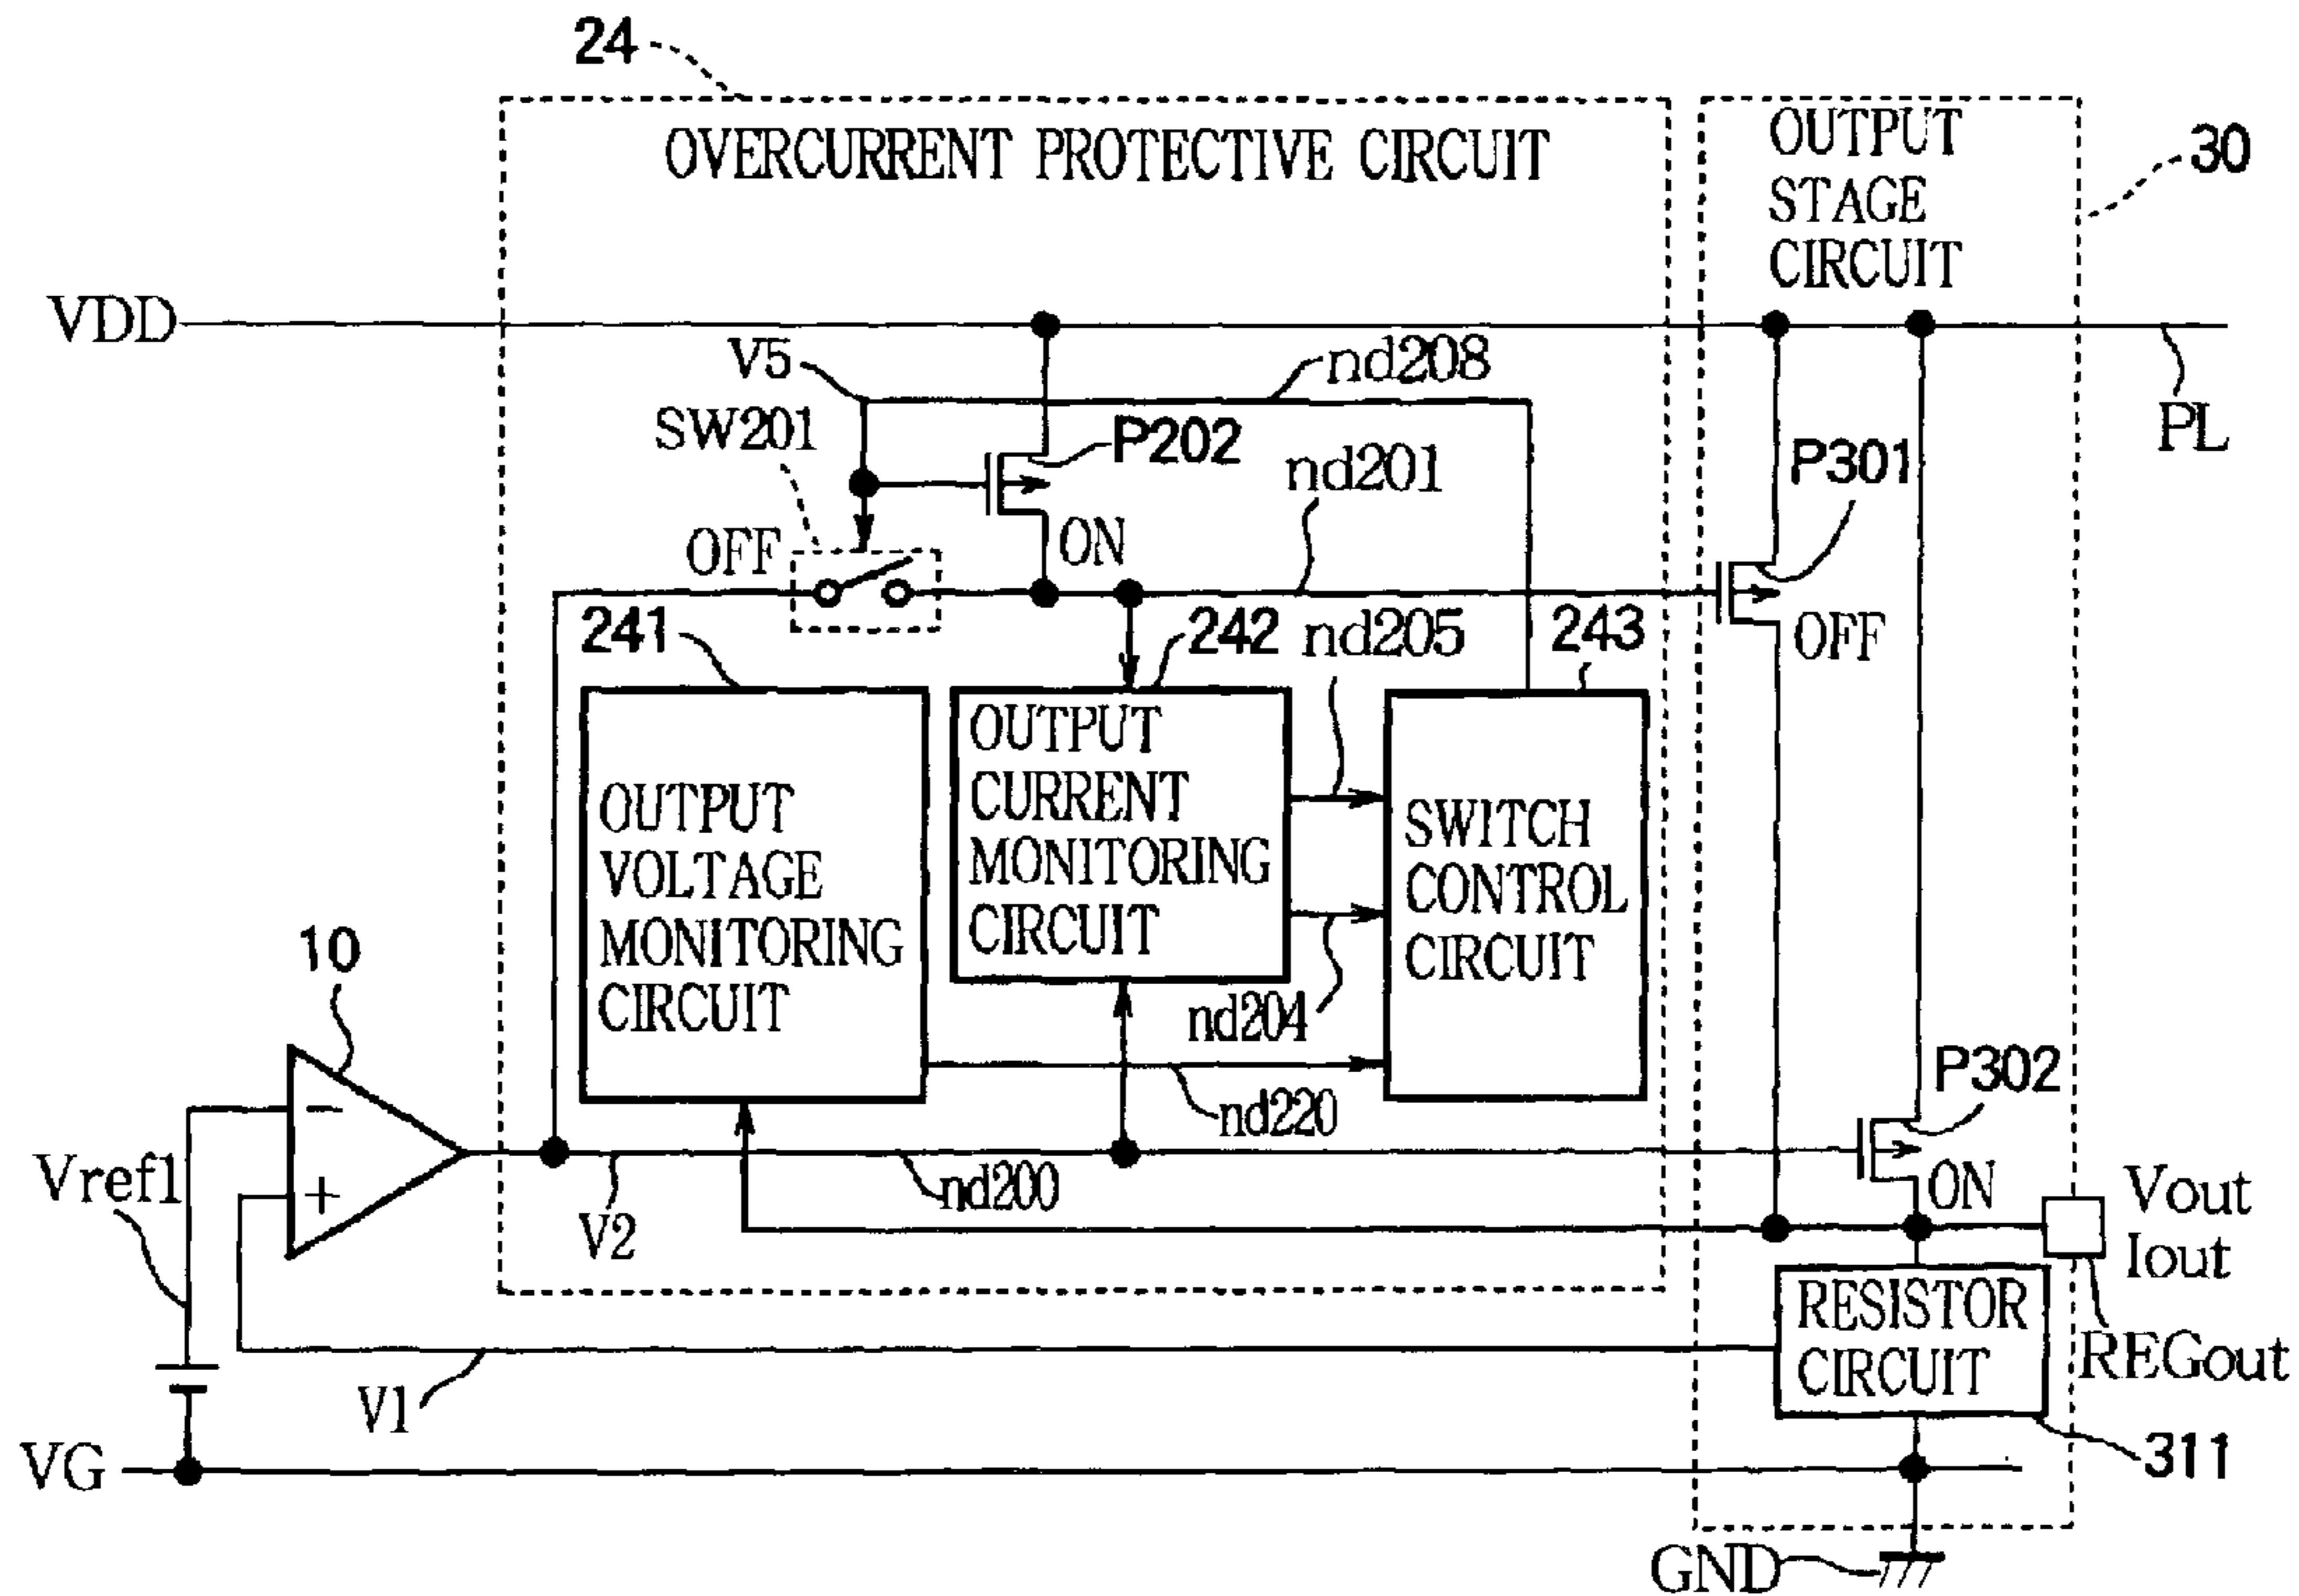 24
OVERCURRENT PROTECTIVE CIRCUIT
OUTPUT
STAGE
CIRCUIT
30
VDD
V5
nd208
PL
SW201
P202
nd201
P301
OFF
ON
241
242
nd205
243
OFF
OUTPUT
VOLTAGE
MONITORING
CIRCUIT
OUTPUT
CURRENT
MONITORING
CIRCUIT
SWITCH
CONTROL
CIRCUIT
10
nd204
P302
nd220
−
+
Vref1
V2
nd200
ON
Vout
Iout
RESISTOR
CIRCUIT
REGout
V1
VG
311
GND